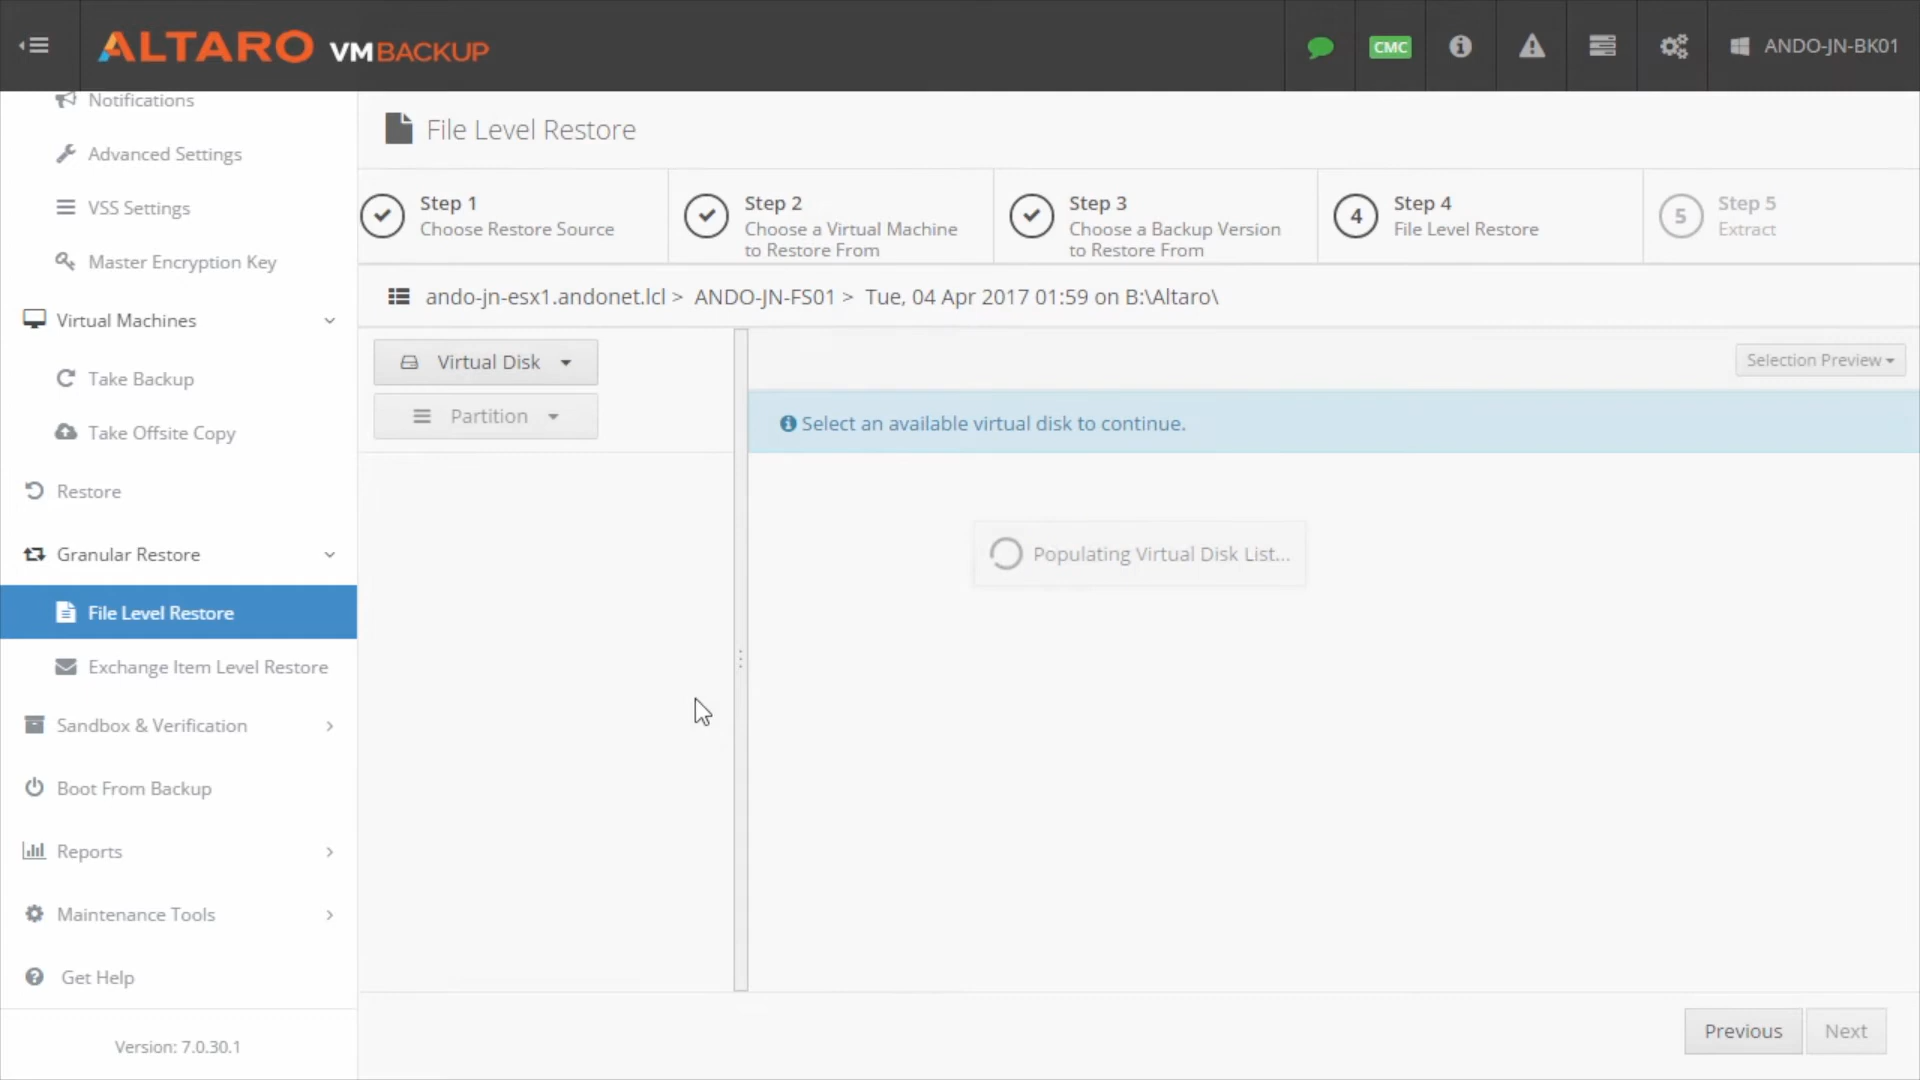 ALTARO VMBACKUP
CMC
ANDO-JN-BK01
Notifications
Advanced Settings
VSS Settings
Master Encryption Key
Virtual Machines
Take Backup
Take Offsite Copy
Restore
Granular Restore
File Level Restore
Exchange Item Level Restore
Sandbox & Verification
Boot From Backup
Reports
Maintenance Tools
Get Help
Version: 7.0.30.1
File Level Restore
Step 1
Choose Restore Source
Step 2
Choose a Virtual Machine
to Restore From
Step 3
Choose a Backup Version
to Restore From
4
Step 4
File Level Restore
5
Step 5
Extract
ando-jn-esx1.andonet.lcl > ANDO-JN-FS01 > Tue, 04 Apr 2017 01:59 on B:\Altaro\
Virtual Disk
Partition
Selection Preview
Select an available virtual disk to continue.
Populating Virtual Disk List...
Previous
Next